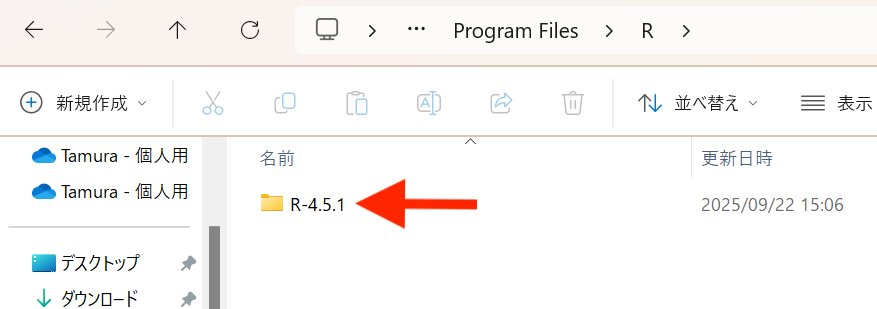 Program Files R
新規作成 並べ替え 表示
Tamura - 個人用
Tamura - 個人用
デスクトップ
ダウンロード
名前 更新日時
R-4.5.1 2025/09/22 15:06